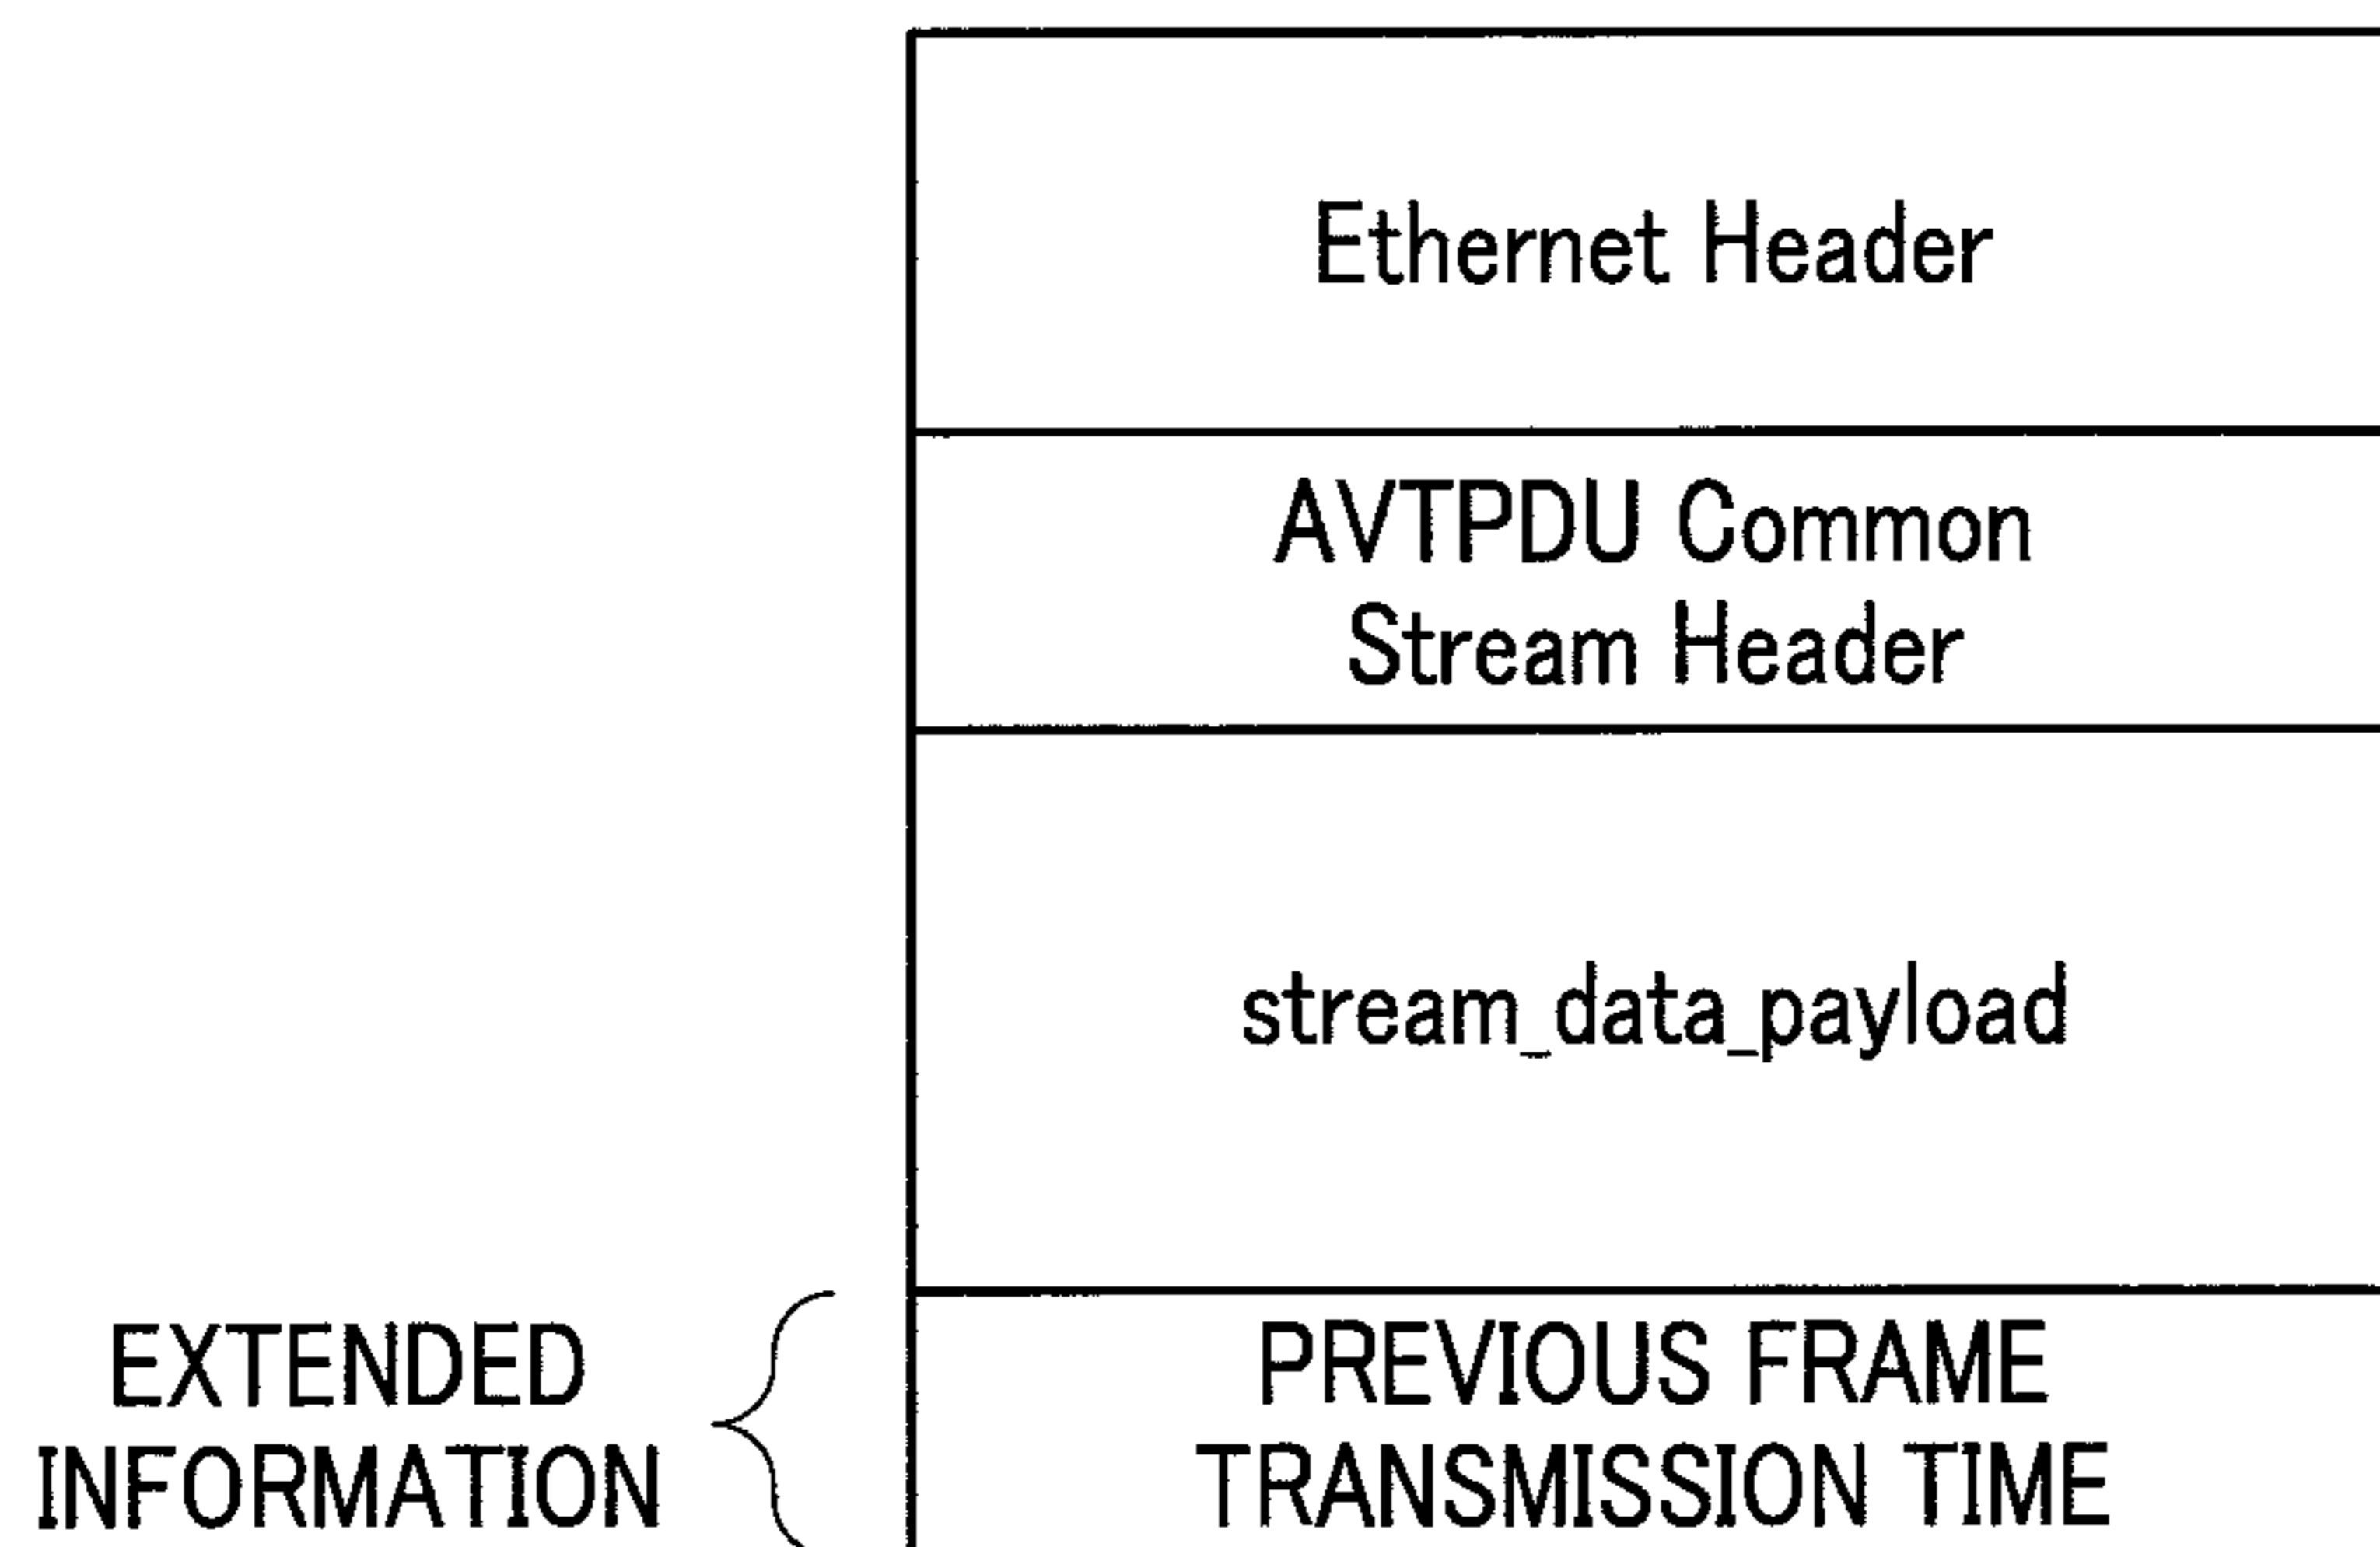 Ethernet Header
AVTPDU Common
Stream Header
stream_data_payload
EXTENDED
INFORMATION
PREVIOUS FRAME
TRANSMISSION TIME